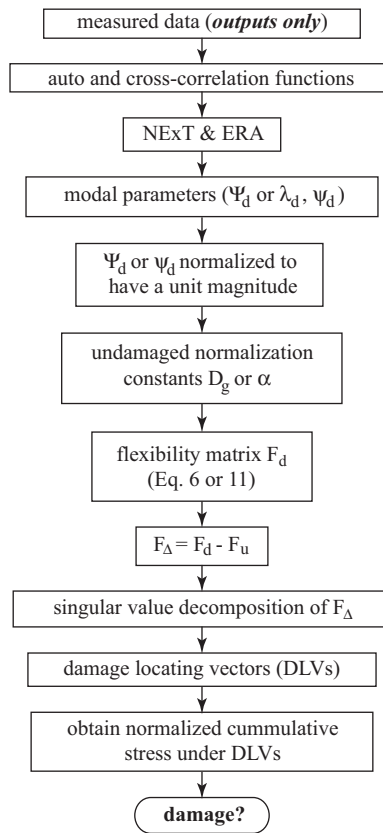 measured data (outputs only)
auto and cross-correlation functions
NExT & ERA
modal parameters (Ψd or λd, ψd)
Ψd or ψd normalized to
have a unit magnitude
undamaged normalization
constants Dg or α
flexibility matrix Fd
(Eq. 6 or 11)
FΔ = Fd - Fu
singular value decomposition of FΔ
damage locating vectors (DLVs)
obtain normalized cummulative
stress under DLVs
damage?